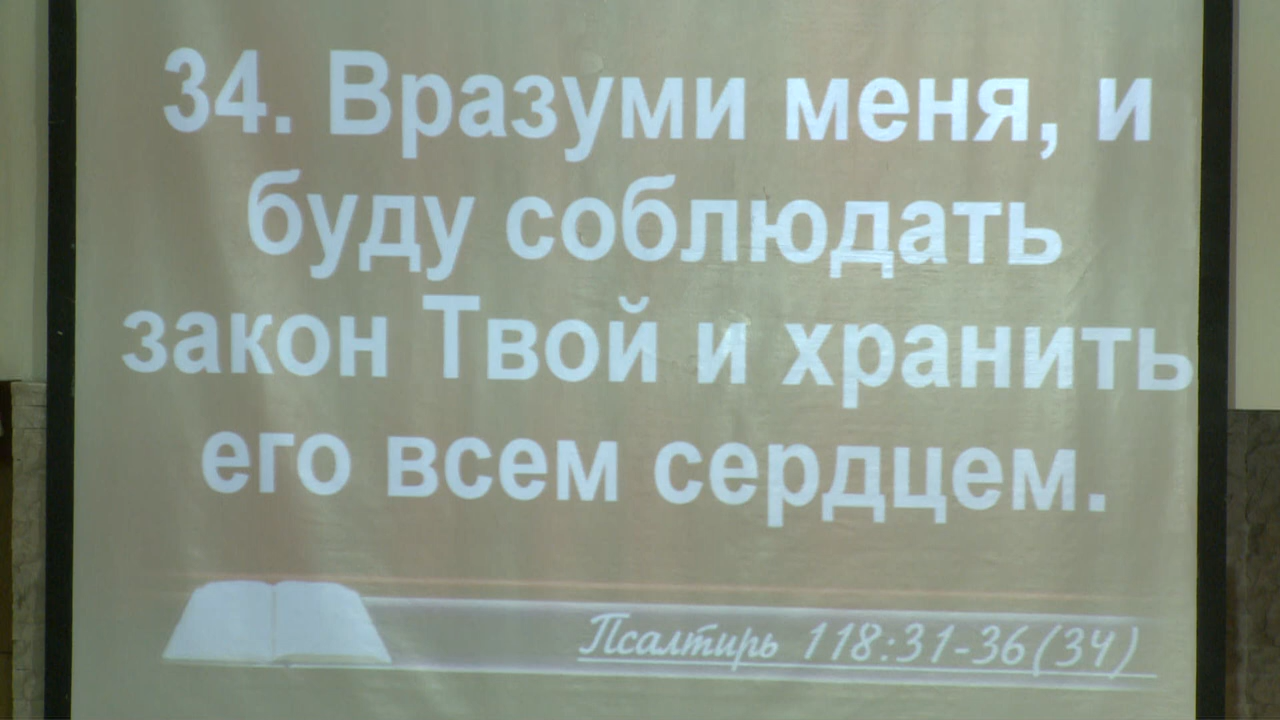 34. Вразуми меня, и
буду соблюдать
закон Твой и хранить
его всем сердцем.
Псалтирь 118:31-36(34)